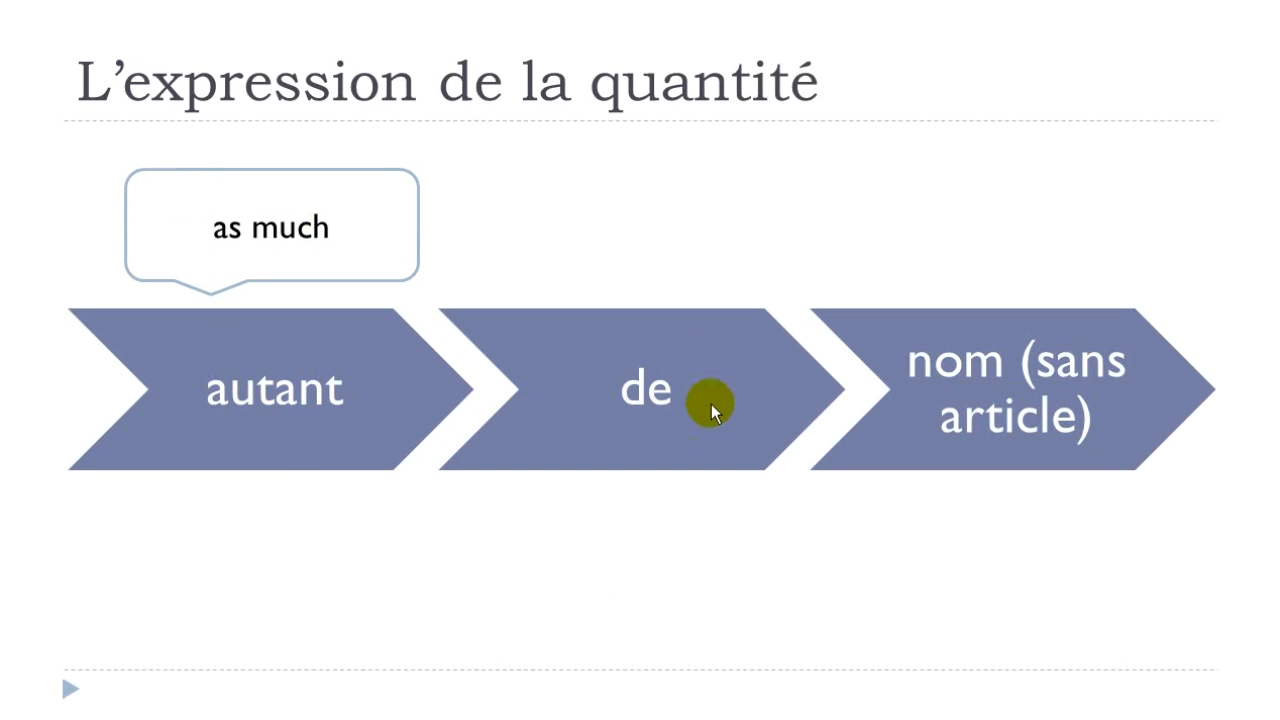 L’expression de la quantité
as much
autant
de
nom (sans
article)